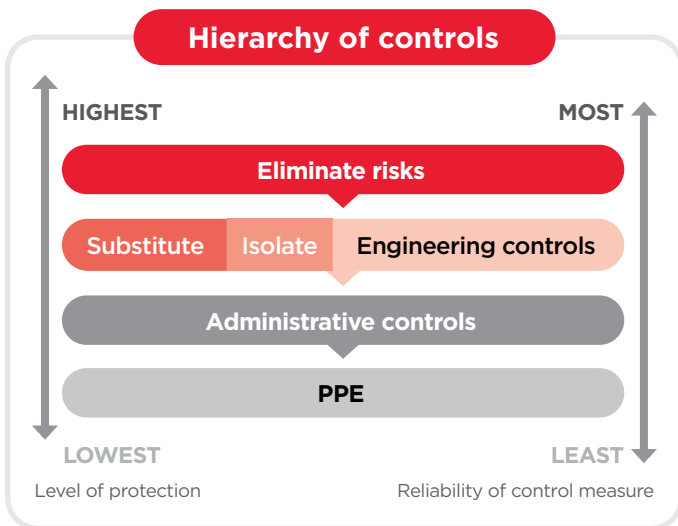 Hierarchy of controls
HIGHEST MOST
Eliminate risks
Substitute Isolate Engineering controls
Administrative controls
PPE
LOWEST LEAST
Level of protection Reliability of control measure